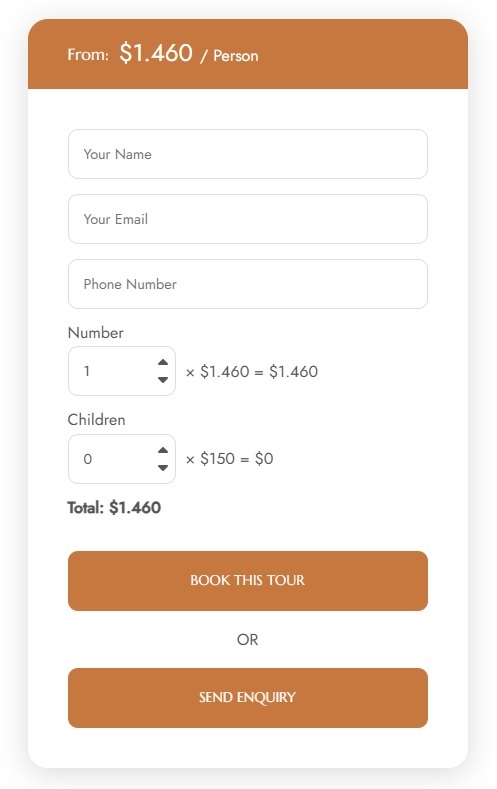 From: $1.460 / Person
Your Name
Your Email
Phone Number
Number
1 × $1.460 = $1.460
Children
0 × $150 = $0
Total: $1.460
BOOK THIS TOUR
OR
SEND ENQUIRY